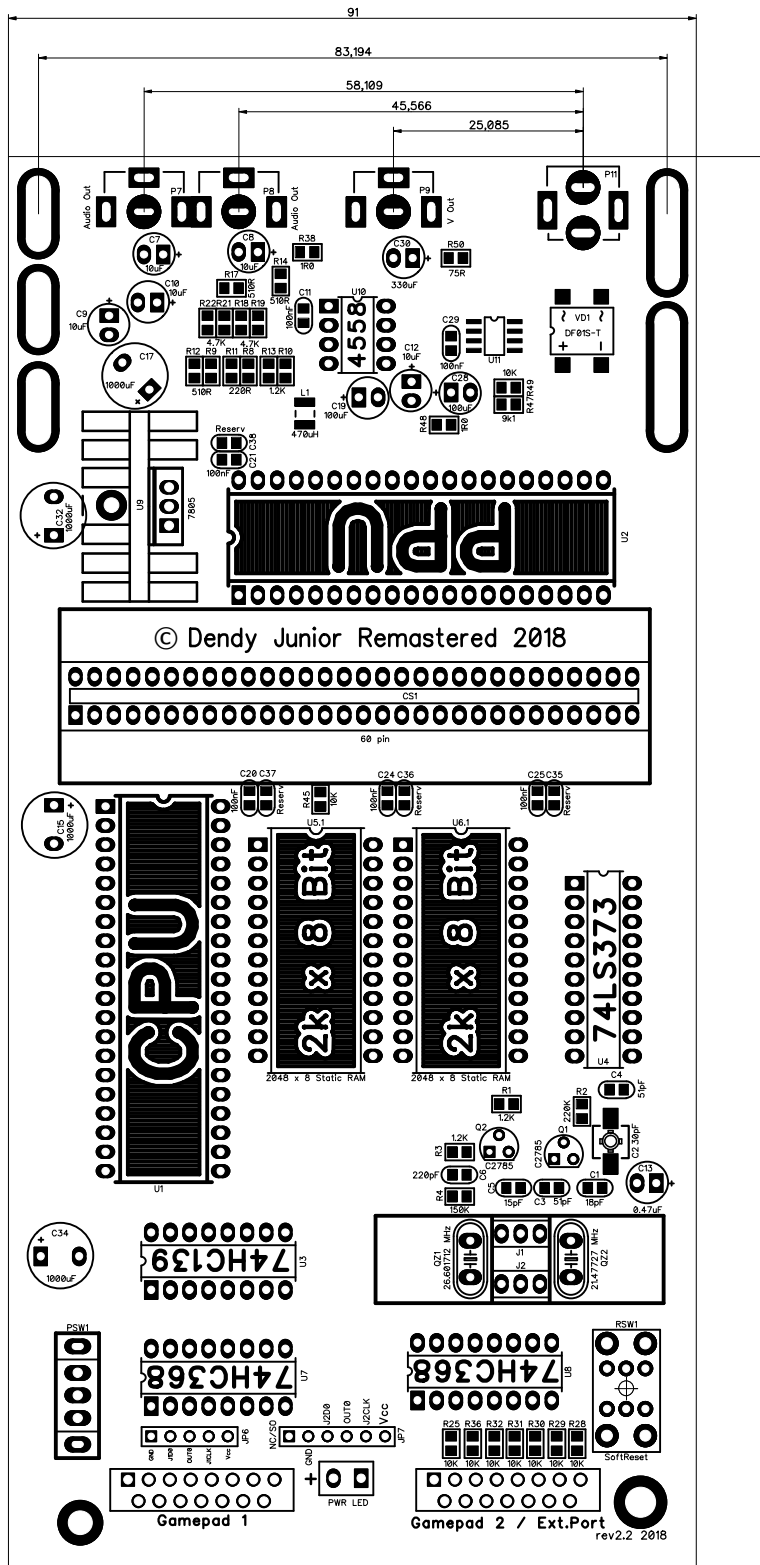 91
83,194
58,109
45,566
25,085
Audio Out
P7
P8
Audio Out
P9
V Out
P11
C7
10uF
C8
10uF
R38
1R0
C30
330uF
R50
75R
R14
510R
R17
510R
C10
10uF
C11
100nF
U10
4558
C29
100nF
U11
VD1
DF01S-T
C9
10uF
R22 R21 R18 R19
4.7K 4.7K
C17
1000uF
R12 R9 R11 R8 R13 R10
510R 220R 1.2K
C12
10uF
C19
100uF
C28
100uF
10K
R47 R49
9k1
L1
470uH
R48
1R0
Reserv
C38
C21
100nF
U9
7805
C32
1000uF
PPU
U2
© Dendy Junior Remastered 2018
CS1
60 pin
C20 C37
100nF
Reserv
R45
10K
C24 C36
100nF
Reserv
C25 C35
100nF
Reserv
C15
1000uF
CPU
U1
U5.1
2k x 8 Bit
2048 x 8 Static RAM
U6.1
2k x 8 Bit
2048 x 8 Static RAM
74LS373
U4
C4
51pF
R1
1.2K
R2
220K
Q2
C2785
Q1
C2785
C2 30pF
R3
1.2K
C6
220pF
R4
150K
C5
15pF
C3 51pF
C1
18pF
C13
0.47uF
C34
1000uF
74HC139
U3
QZ1
26.601712 MHz
J1
J2
21.47727 MHz
QZ2
PSW1
74HC368
U7
74HC368
U8
RSW1
SoftReset
GND
J1D0
OUT0
J1CLK
Vcc
JP6
NC/SO
GND
J2D0
OUT0
J2CLK
Vcc
JP7
R25 R36 R32 R31 R30 R29 R28
10K 10K 10K 10K 10K 10K 10K
PWR LED
Gamepad 1
Gamepad 2 / Ext.Port
rev2.2 2018